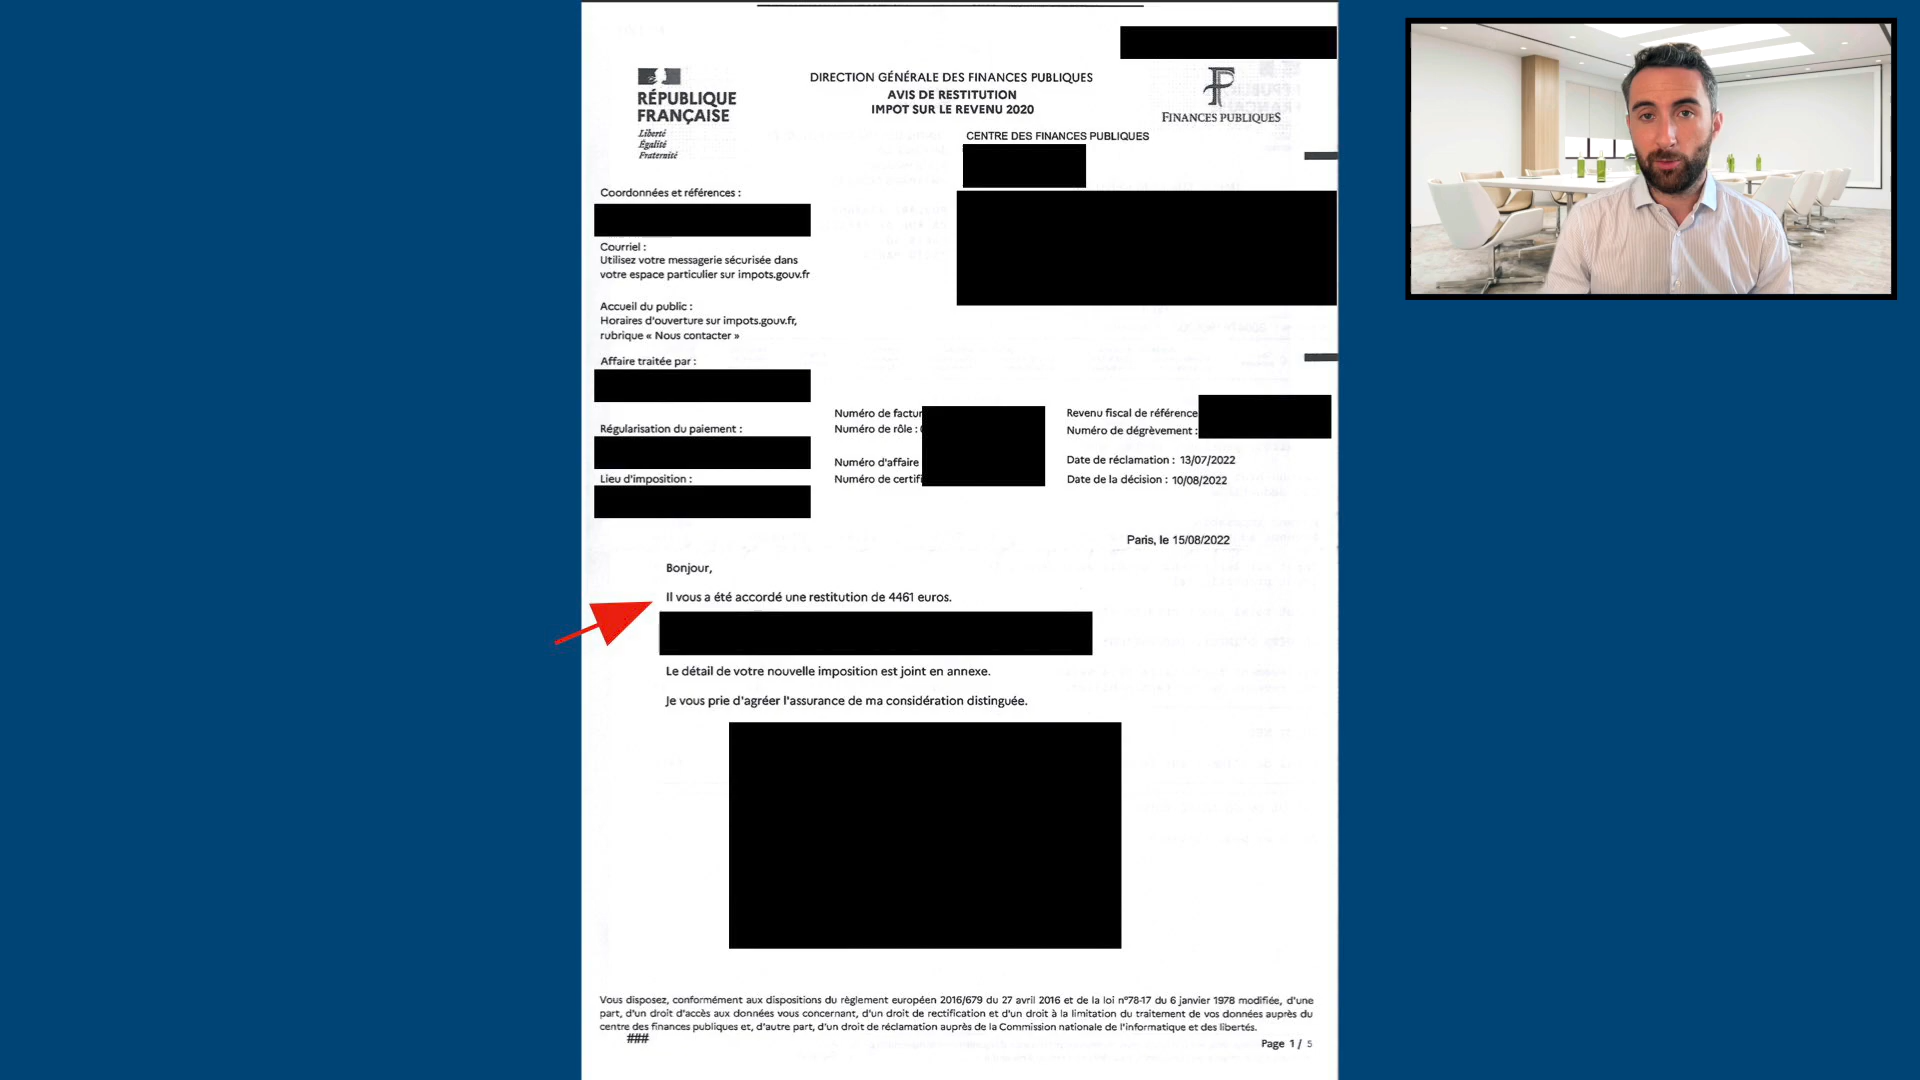 DIRECTION GÉNÉRALE DES FINANCES PUBLIQUES
AVIS DE RESTITUTION
IMPOT SUR LE REVENU 2020
RÉPUBLIQUE
FRANÇAISE
Liberté
Égalité
Fraternité
FINANCES PUBLIQUES
CENTRE DES FINANCES PUBLIQUES
Coordonnées et références :
Courriel :
Utilisez votre messagerie sécurisée dans
votre espace particulier sur impots.gouv.fr
Accueil du public :
Horaires d'ouverture sur impots.gouv.fr,
rubrique « Nous contacter »
Affaire traitée par :
Régularisation du paiement :
Lieu d'imposition :
Numéro de factur
Numéro de rôle :
Numéro d'affaire
Numéro de certifi
Revenu fiscal de référence
Numéro de dégrèvement :
Date de réclamation : 13/07/2022
Date de la décision : 10/08/2022
Paris, le 15/08/2022
Bonjour,
Il vous a été accordé une restitution de 4461 euros.
Le détail de votre nouvelle imposition est joint en annexe.
Je vous prie d'agréer l'assurance de ma considération distinguée.
Vous disposez, conformément aux dispositions du règlement européen 2016/679 du 27 avril 2016 et de la loi n°78-17 du 6 janvier 1978 modifiée, d'une
part, d'un droit d'accès aux données vous concernant, d'un droit de rectification et d'un droit à la limitation du traitement de vos données auprès du
centre des finances publiques et, d'autre part, d'un droit de réclamation auprès de la Commission nationale de l'informatique et des libertés.
###
Page 1 / 5